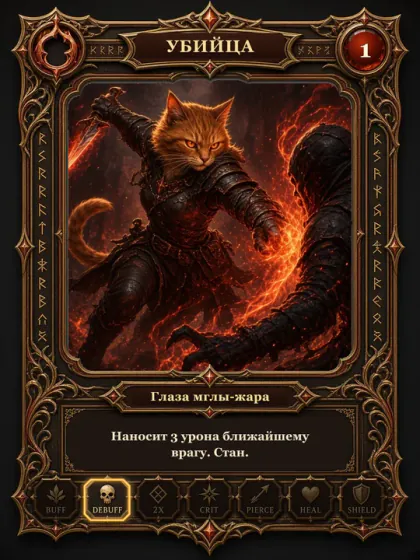 УБИЙЦА
1
Глаза мглы-жара
Наносит 3 урона ближайшему
врагу. Стан.
BUFF DEBUFF 2X CRIT PIERCE HEAL SHIELD